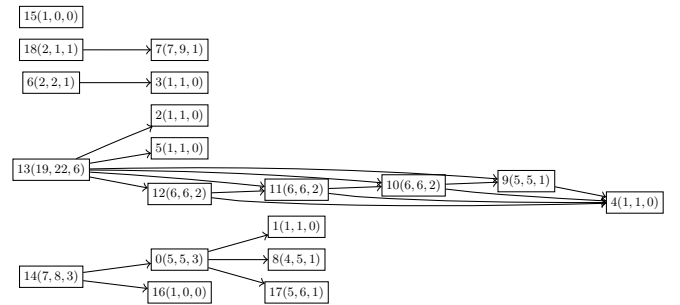 15(1, 0, 0)
18(2, 1, 1)
7(7, 9, 1)
6(2, 2, 1)
3(1, 1, 0)
2(1, 1, 0)
5(1, 1, 0)
13(19, 22, 6)
12(6, 6, 2)
11(6, 6, 2)
10(6, 6, 2)
9(5, 5, 1)
4(1, 1, 0)
1(1, 1, 0)
0(5, 5, 3)
8(4, 5, 1)
14(7, 8, 3)
16(1, 0, 0)
17(5, 6, 1)